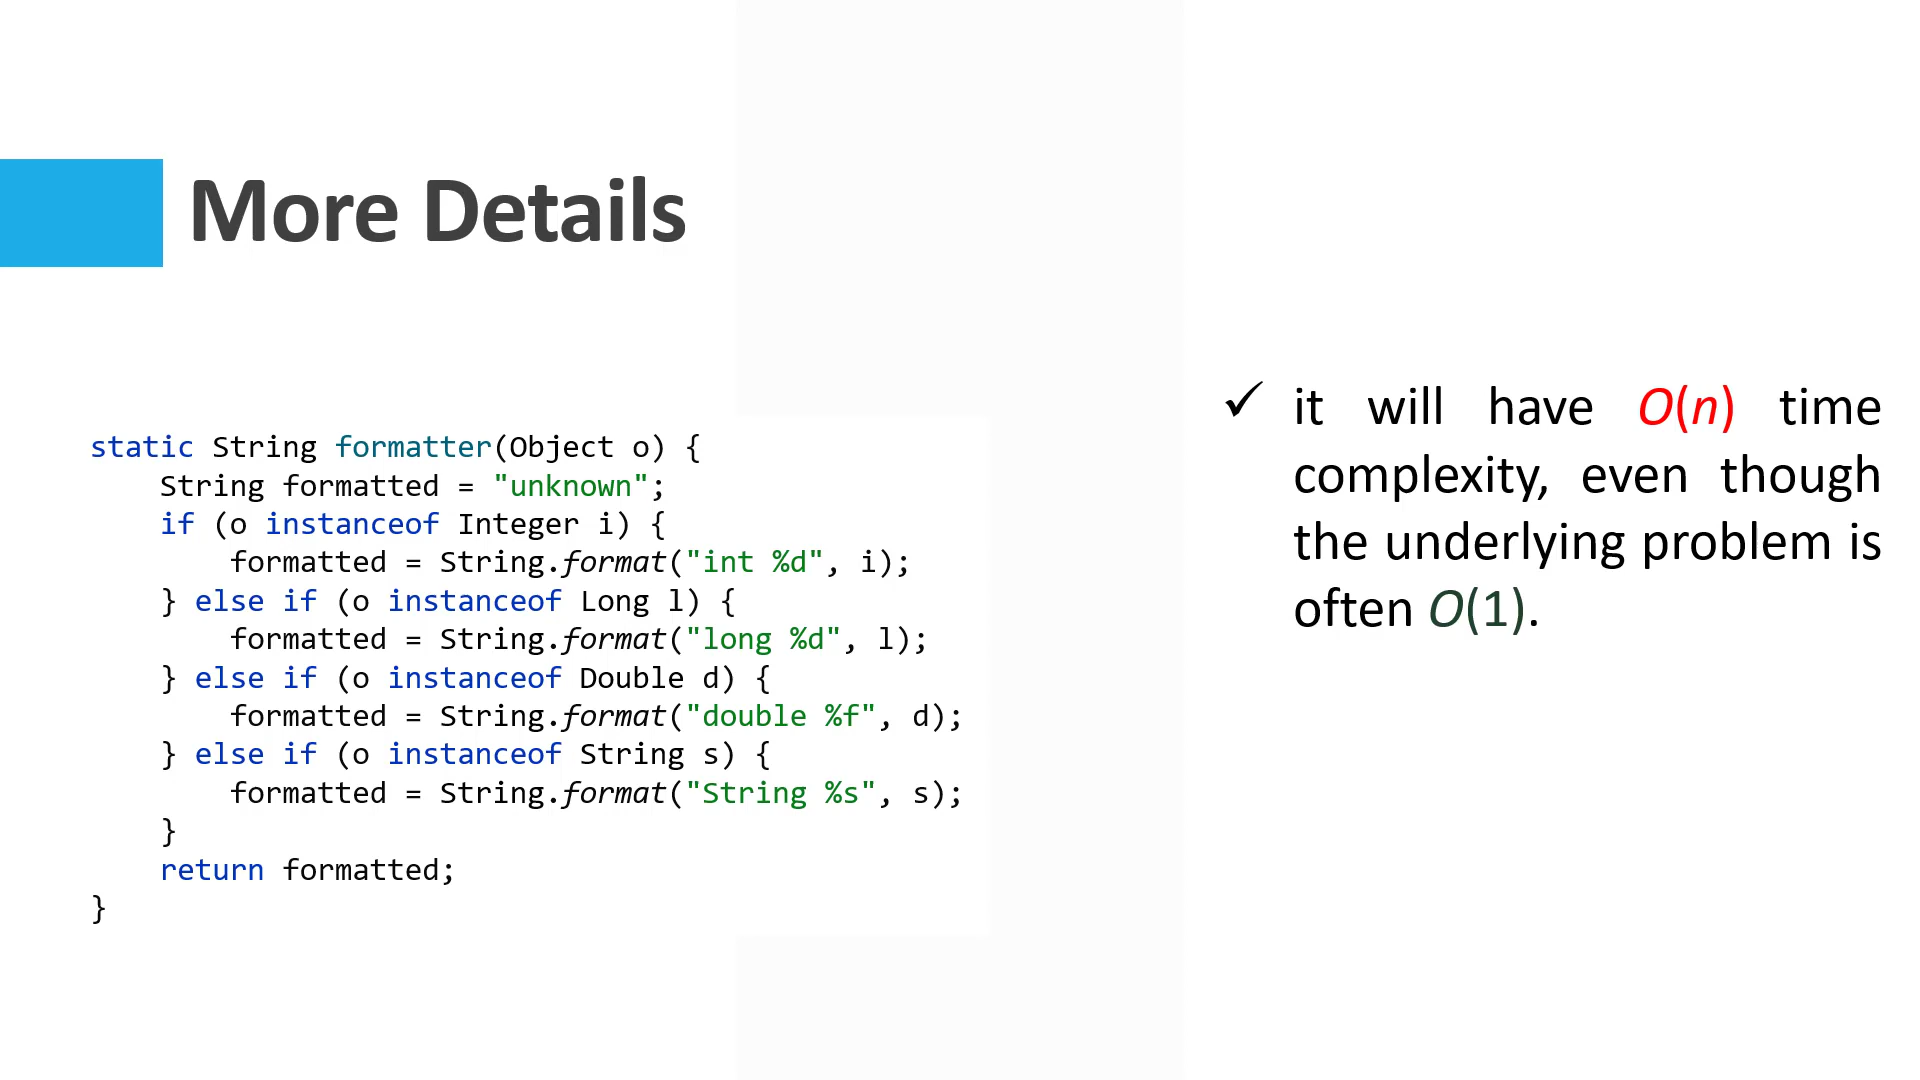 More Details
static String formatter(Object o) {
    String formatted = "unknown";
    if (o instanceof Integer i) {
        formatted = String.format("int %d", i);
    } else if (o instanceof Long l) {
        formatted = String.format("long %d", l);
    } else if (o instanceof Double d) {
        formatted = String.format("double %f", d);
    } else if (o instanceof String s) {
        formatted = String.format("String %s", s);
    }
    return formatted;
}
✓ it will have O(n) time
complexity, even though
the underlying problem is
often O(1).